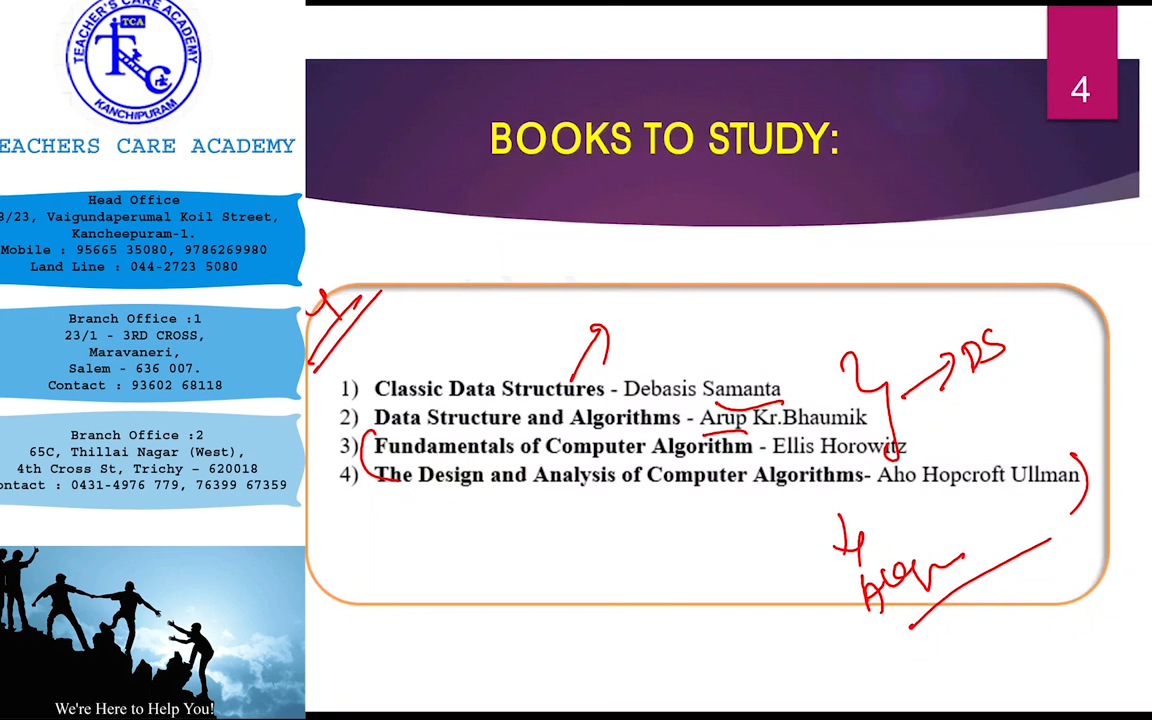 TEACHER'S CARE ACADEMY
TCA
KANCHIPURAM
EACHERS CARE ACADEMY
Head Office
3/23, Vaigundaperumal Koil Street,
Kancheepuram-1.
Mobile : 95665 35080, 9786269980
Land Line : 044-2723 5080
Branch Office :1
23/1 - 3RD CROSS,
Maravaneri,
Salem - 636 007.
Contact : 93602 68118
Branch Office :2
65C, Thillai Nagar (West),
4th Cross St, Trichy – 620018
ontact : 0431-4976 779, 76399 67359
We're Here to Help You!
4
BOOKS TO STUDY:
1) Classic Data Structures - Debasis Samanta
2) Data Structure and Algorithms - Arup Kr.Bhaumik
3) Fundamentals of Computer Algorithm - Ellis Horowitz
4) The Design and Analysis of Computer Algorithms- Aho Hopcroft Ullman
DS